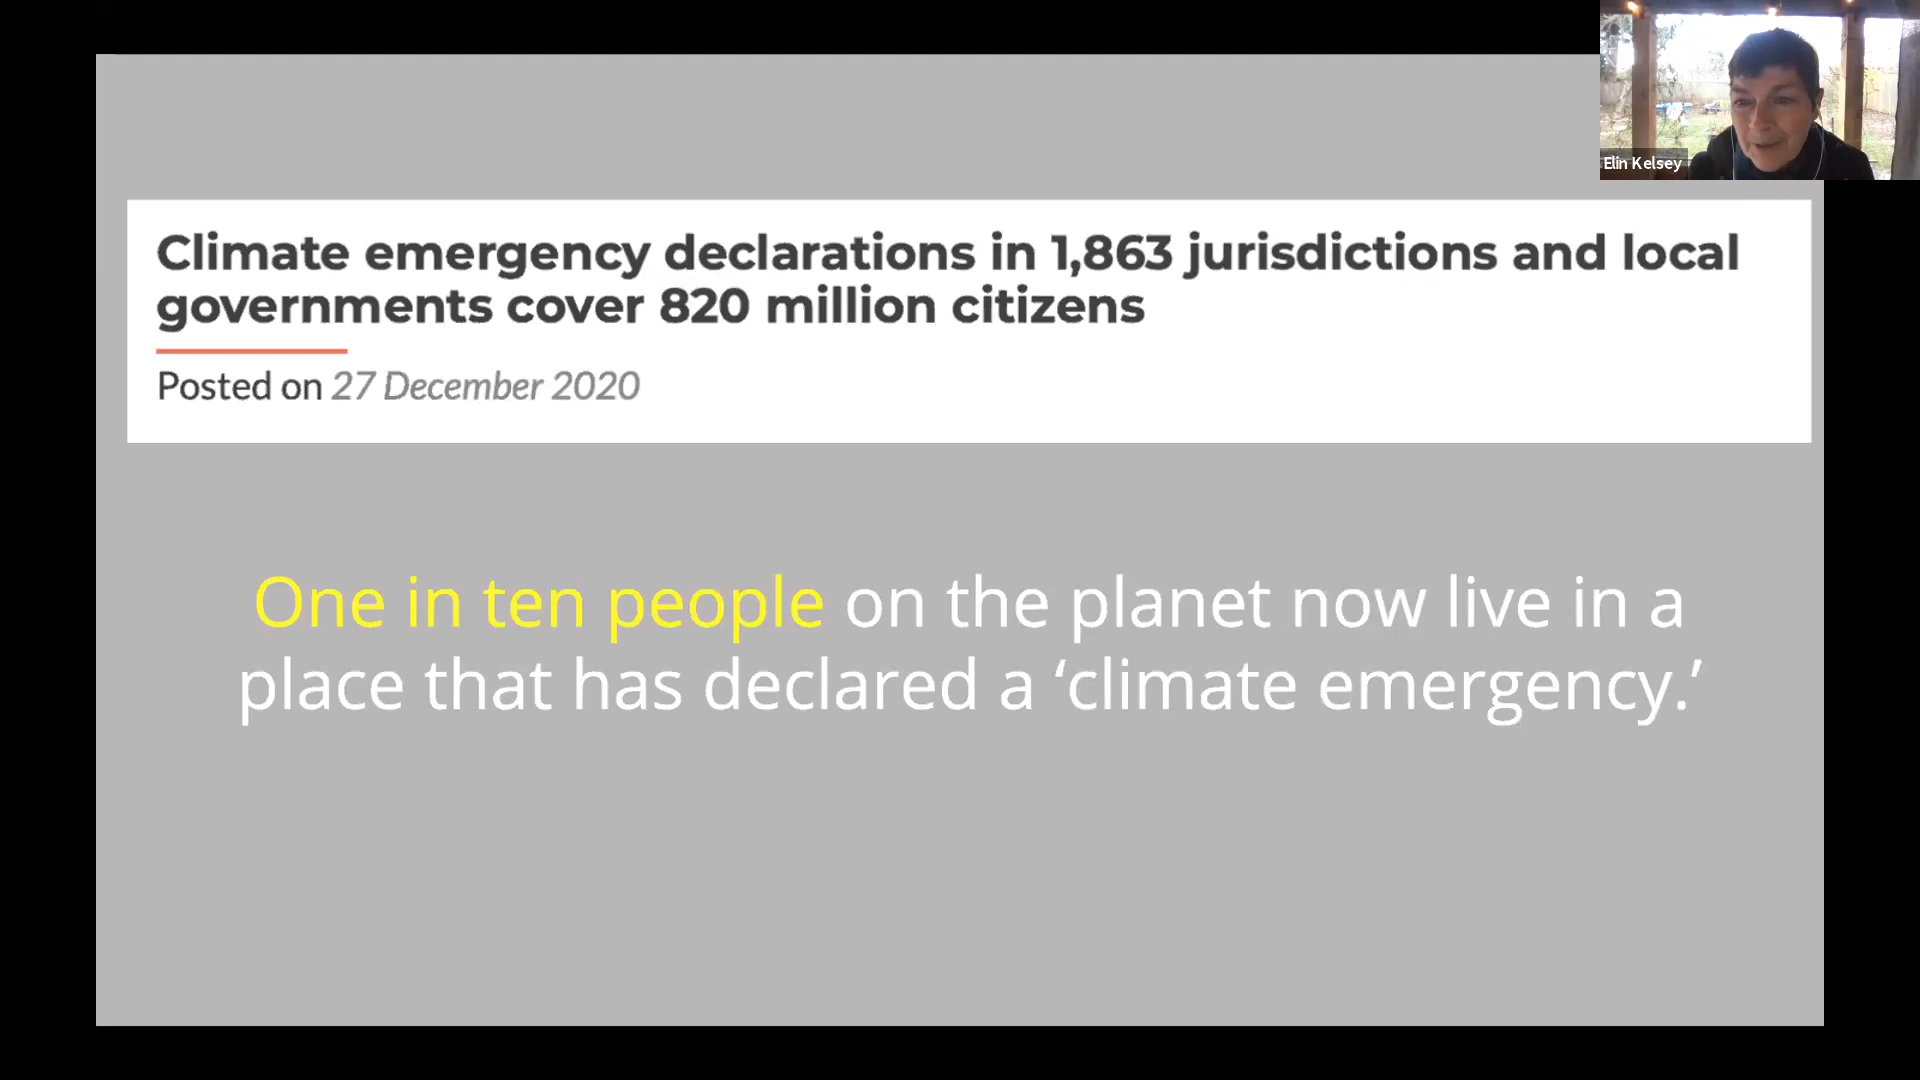 Elin Kelsey
Climate emergency declarations in 1,863 jurisdictions and local
governments cover 820 million citizens
Posted on 27 December 2020
One in ten people on the planet now live in a
place that has declared a ‘climate emergency.’